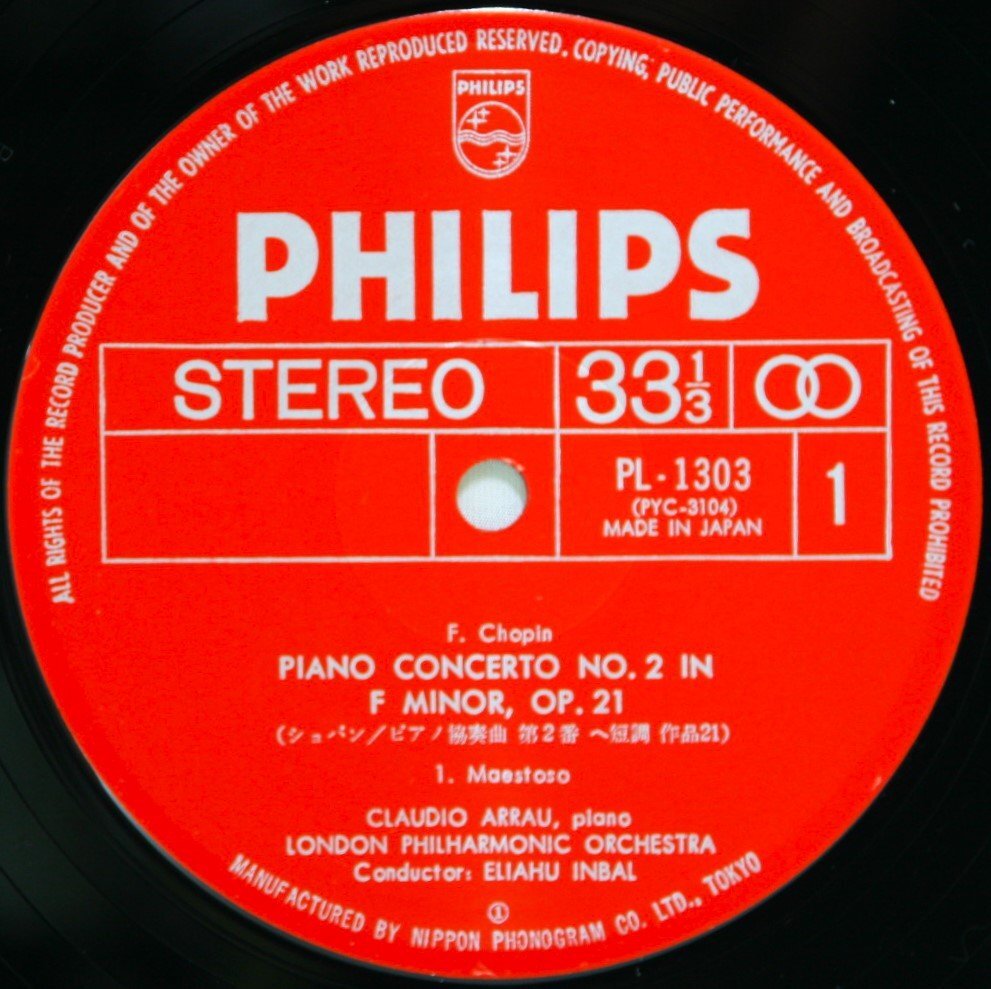 ALL RIGHTS OF THE RECORD PRODUCER AND OF THE OWNER OF THE WORK REPRODUCED RESERVED. COPYING, PUBLIC PERFORMANCE AND BROADCASTING OF THIS RECORD PROHIBITED
PHILIPS
PHILIPS
STEREO 33 1/3
PL-1303 1
(PYC-3104)
MADE IN JAPAN
F. Chopin
PIANO CONCERTO NO. 2 IN
F MINOR, OP. 21
(ショパン/ピアノ協奏曲 第2番 ヘ短調 作品21)
1. Maestoso
CLAUDIO ARRAU, piano
LONDON PHILHARMONIC ORCHESTRA
Conductor: ELIAHU INBAL
①
MANUFACTURED BY NIPPON PHONOGRAM CO. LTD., TOKYO